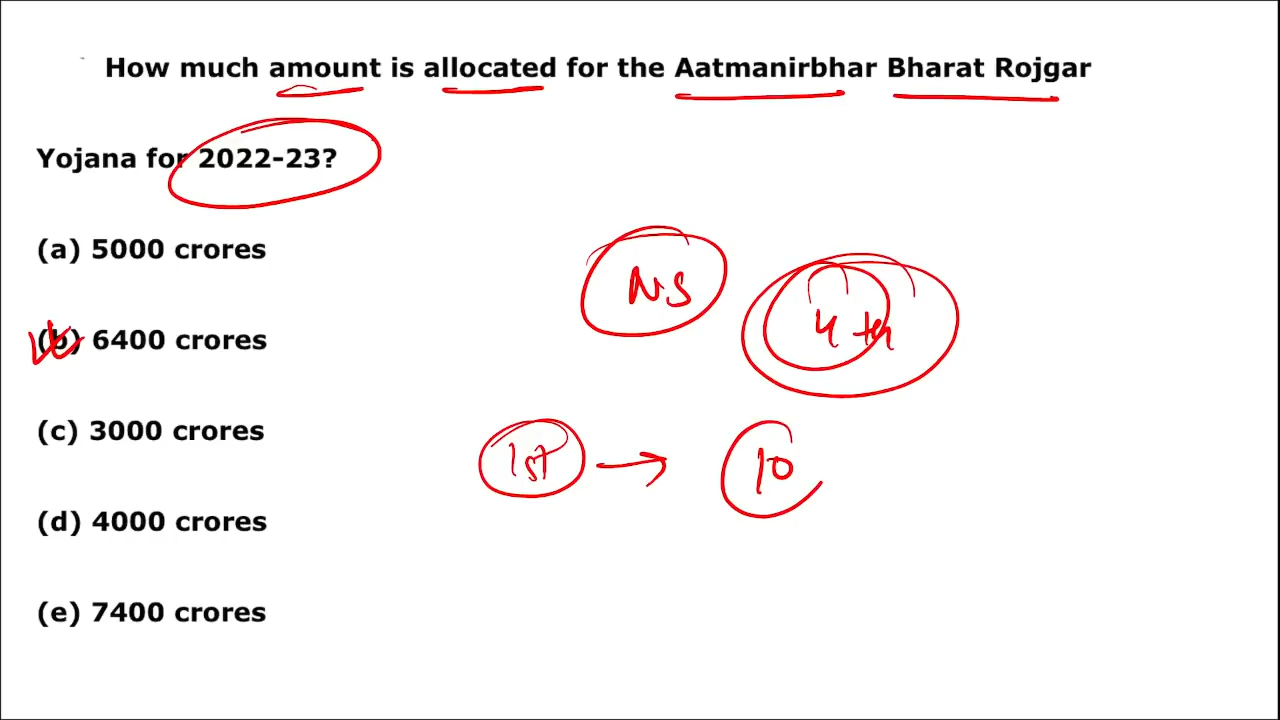 How much amount is allocated for the Aatmanirbhar Bharat Rojgar
Yojana for 2022-23?
(a) 5000 crores
NS
(b) 6400 crores
4th
(c) 3000 crores
1st → 10
(d) 4000 crores
(e) 7400 crores